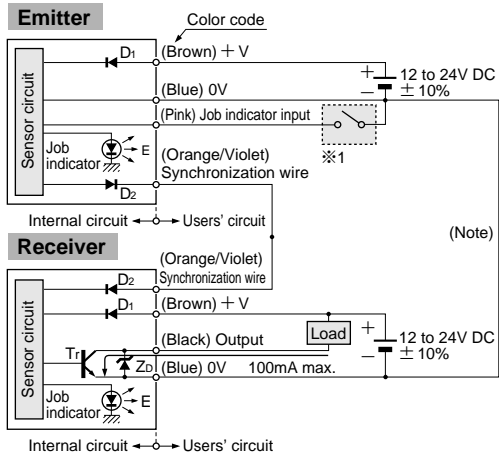 Emitter
Color code
D1
(Brown) + V
12 to 24V DC
± 10%
+
−
(Blue) 0V
(Pink) Job indicator input
Sensor circuit
Job
indicator
E
※1
(Orange/Violet)
Synchronization wire
D2
Internal circuit
Users' circuit
(Note)
Receiver
(Orange/Violet)
D2
Synchronization wire
D1
(Brown) + V
Sensor circuit
(Black) Output
Load
+
−
12 to 24V DC
± 10%
Tr
ZD
(Blue) 0V
100mA max.
Job
indicator
E
Internal circuit
Users' circuit